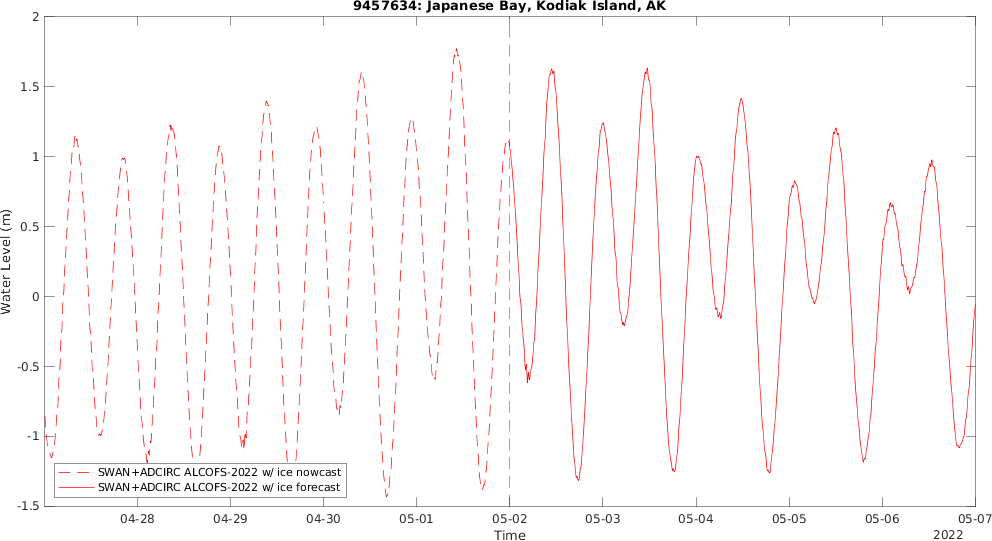 9457634: Japanese Bay, Kodiak Island, AK
2
1.5
1
0.5
0
-0.5
-1
-1.5
Water Level (m)
SWAN+ADCIRC ALCOFS-2022 w/ ice nowcast
SWAN+ADCIRC ALCOFS-2022 w/ ice forecast
04-28 04-29 04-30 05-01 05-02 05-03 05-04 05-05 05-06 05-07
Time
2022